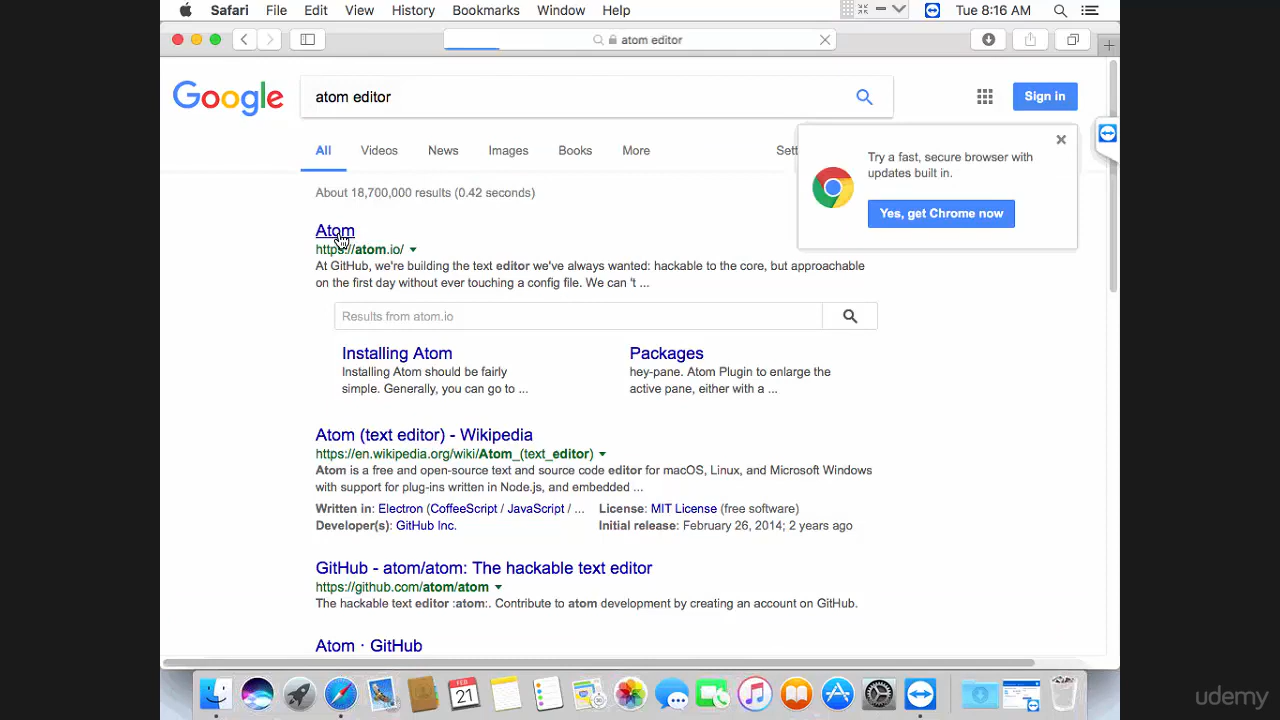 Safari File Edit View History Bookmarks Window Help Tue 8:16 AM
atom editor
Google atom editor Sign in
All Videos News Images Books More Sett
Try a fast, secure browser with
updates built in.
Yes, get Chrome now
About 18,700,000 results (0.42 seconds)
Atom
https://atom.io/
At GitHub, we're building the text editor we've always wanted: hackable to the core, but approachable
on the first day without ever touching a config file. We can 't ...
Results from atom.io
Installing Atom
Installing Atom should be fairly
simple. Generally, you can go to ...
Packages
hey-pane. Atom Plugin to enlarge the
active pane, either with a ...
Atom (text editor) - Wikipedia
https://en.wikipedia.org/wiki/Atom_(text_editor)
Atom is a free and open-source text and source code editor for macOS, Linux, and Microsoft Windows
with support for plug-ins written in Node.js, and embedded ...
Written in: Electron (CoffeeScript / JavaScript / ... License: MIT License (free software)
Developer(s): GitHub Inc. Initial release: February 26, 2014; 2 years ago
GitHub - atom/atom: The hackable text editor
https://github.com/atom/atom
The hackable text editor :atom:. Contribute to atom development by creating an account on GitHub.
Atom · GitHub
FEB
21
udemy